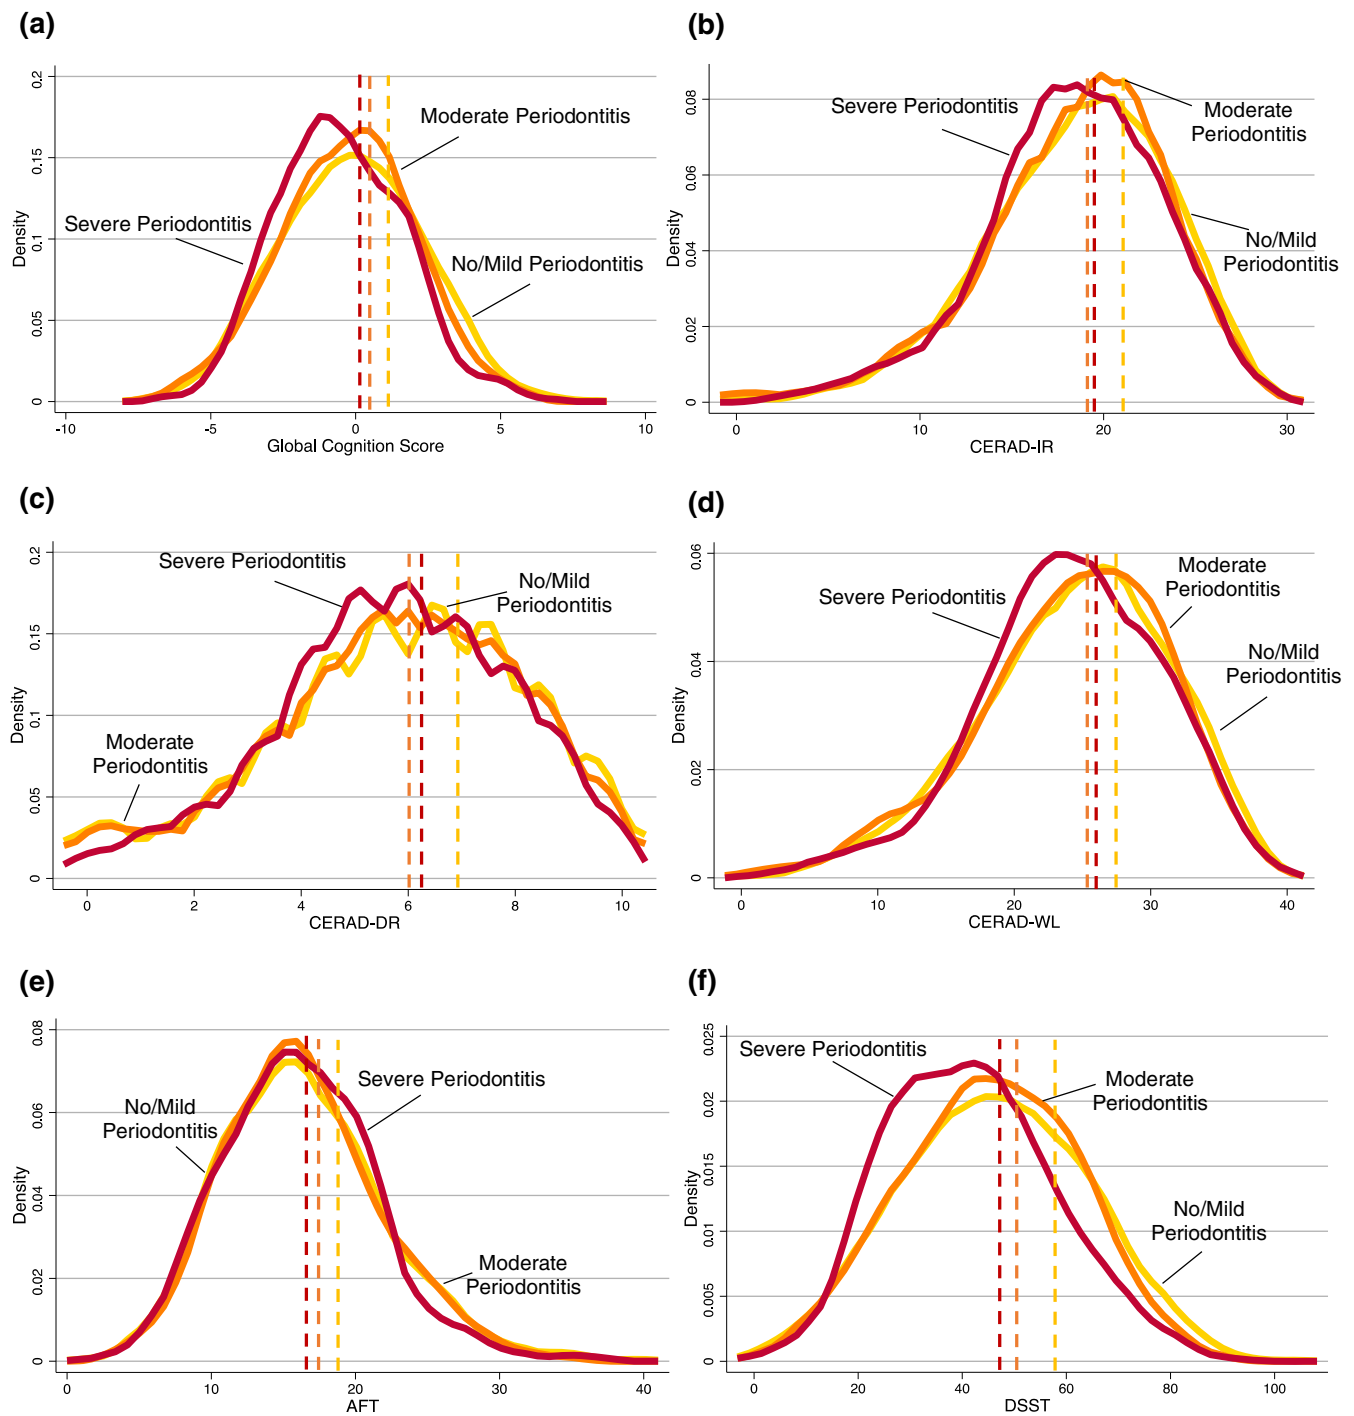 (a)
Density
0
0.05
0.1
0.15
0.2
-10
-5
0
5
10
Global Cognition Score
Moderate Periodontitis
Severe Periodontitis
No/Mild Periodontitis
(b)
Density
0
0.02
0.04
0.06
0.08
0
10
20
30
CERAD-IR
Severe Periodontitis
Moderate
Periodontitis
No/Mild
Periodontitis
(c)
Density
0
0.05
0.1
0.15
0.2
0
2
4
6
8
10
CERAD-DR
Severe Periodontitis
No/Mild
Periodontitis
Moderate
Periodontitis
(d)
Density
0
0.02
0.04
0.06
0
10
20
30
40
CERAD-WL
Severe Periodontitis
Moderate
Periodontitis
No/Mild
Periodontitis
(e)
Density
0
0.02
0.04
0.06
0.08
0
10
20
30
40
AFT
No/Mild
Periodontitis
Severe Periodontitis
Moderate
Periodontitis
(f)
Density
0
0.005
0.01
0.015
0.02
0.025
0
20
40
60
80
100
DSST
Severe Periodontitis
Moderate
Periodontitis
No/Mild
Periodontitis